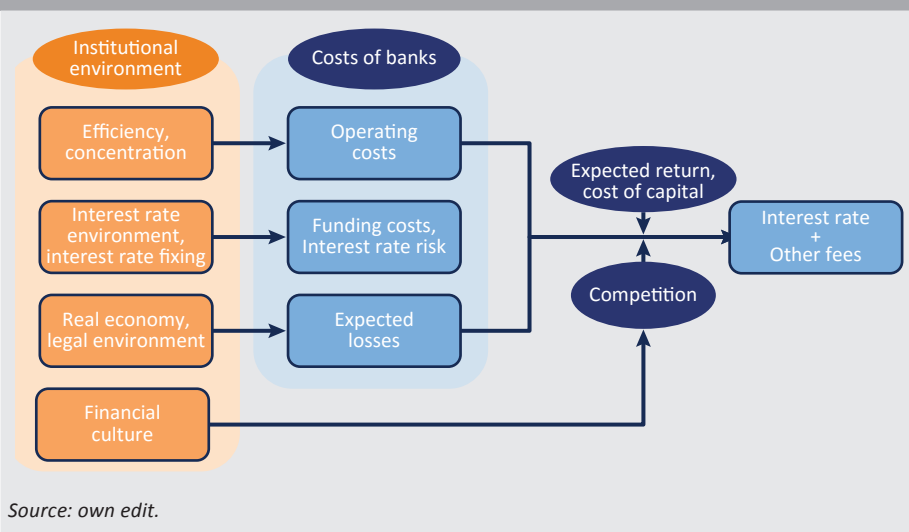 Institutional
environment
Costs of banks
Efficiency,
concentration
Operating
costs
Interest rate
environment,
interest rate fixing
Funding costs,
Interest rate risk
Real economy,
legal environment
Expected
losses
Financial
culture
Expected return,
cost of capital
Competition
Interest rate
+
Other fees
Source: own edit.